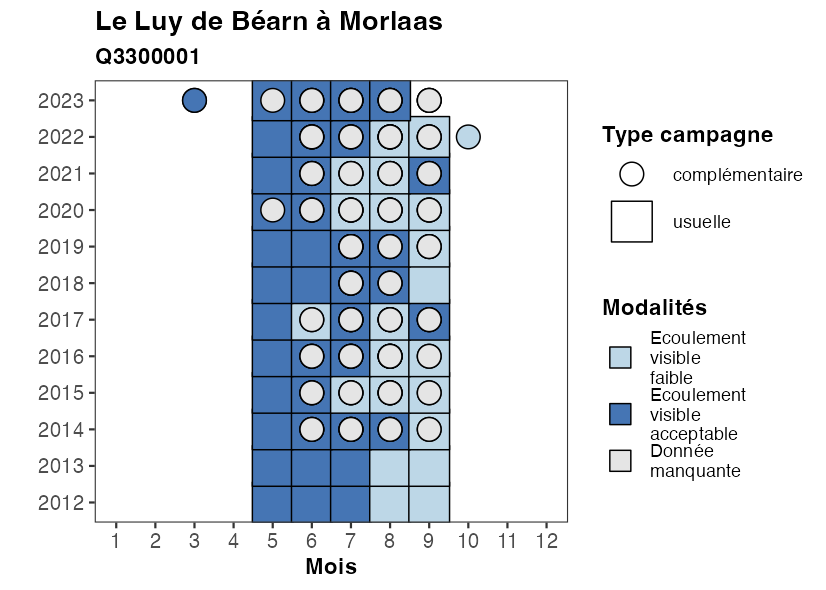 Le Luy de Béarn à Morlaas
Q3300001
2023
2022
2021
2020
2019
2018
2017
2016
2015
2014
2013
2012
1 2 3 4 5 6 7 8 9 10 11 12
Mois
Type campagne
complémentaire
usuelle
Modalités
Ecoulement
visible
faible
Ecoulement
visible
acceptable
Donnée
manquante